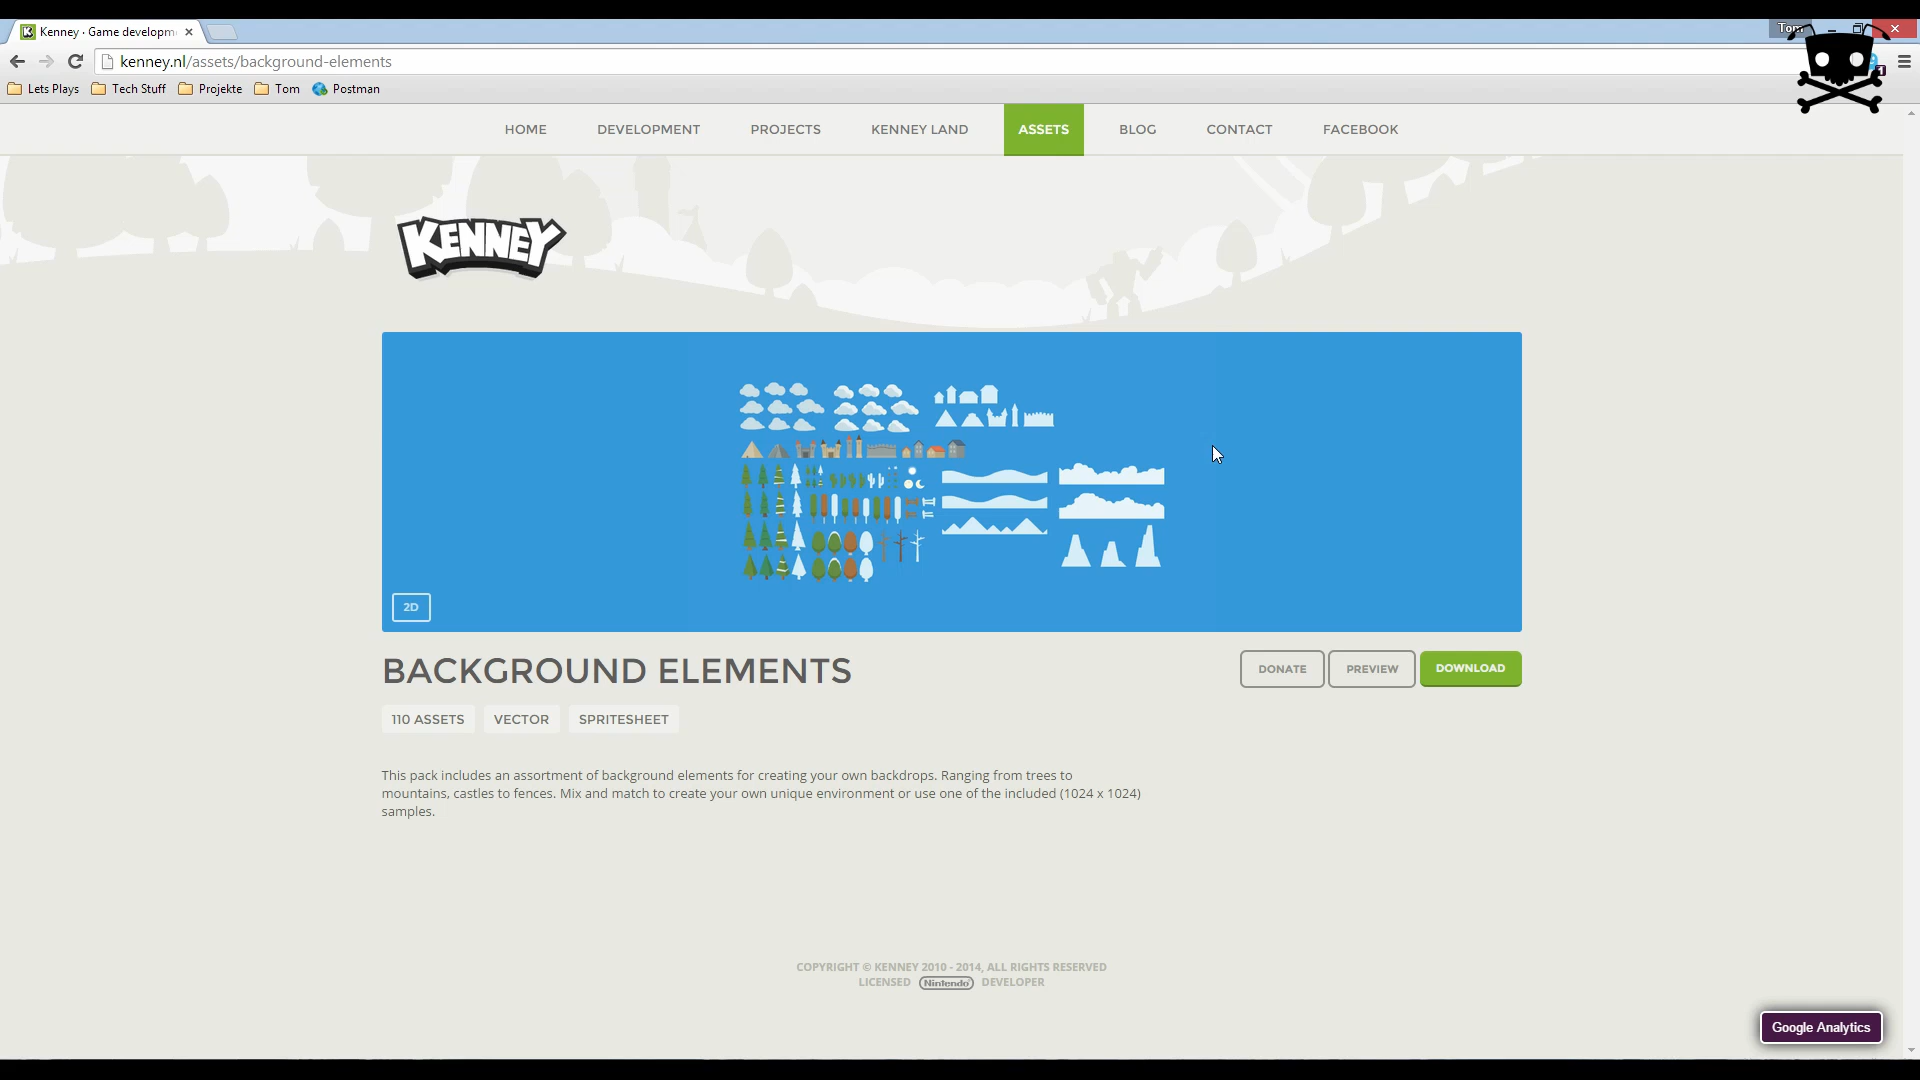 Kenney · Game developm
Tom
kenney.nl/assets/background-elements
1
Lets Plays Tech Stuff Projekte Tom Postman
HOME DEVELOPMENT PROJECTS KENNEY LAND ASSETS BLOG CONTACT FACEBOOK
KENNEY
2D
BACKGROUND ELEMENTS
DONATE PREVIEW DOWNLOAD
110 ASSETS VECTOR SPRITESHEET
This pack includes an assortment of background elements for creating your own backdrops. Ranging from trees to
mountains, castles to fences. Mix and match to create your own unique environment or use one of the included (1024 x 1024)
samples.
COPYRIGHT © KENNEY 2010 - 2014, ALL RIGHTS RESERVED
LICENSED Nintendo DEVELOPER
Google Analytics